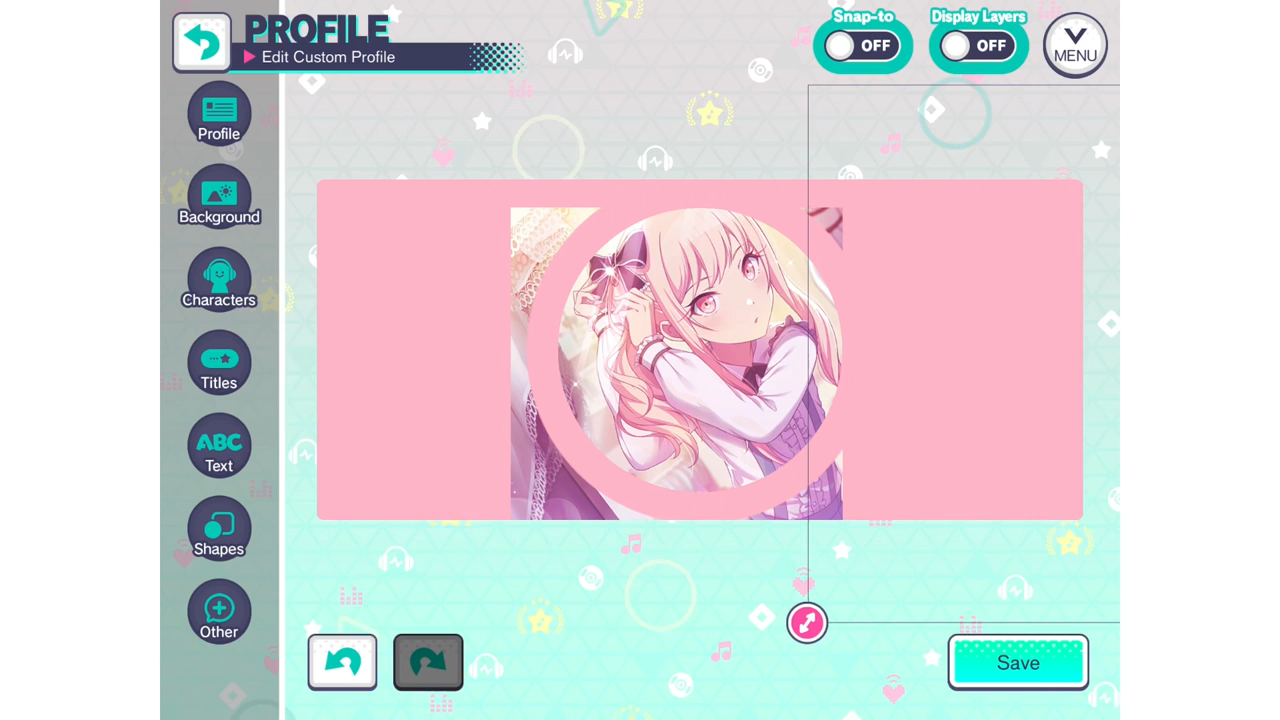 PROFILE
Edit Custom Profile
Snap-to
OFF
Display Layers
OFF
MENU
Profile
Background
Characters
Titles
ABC
Text
Shapes
Other
Save